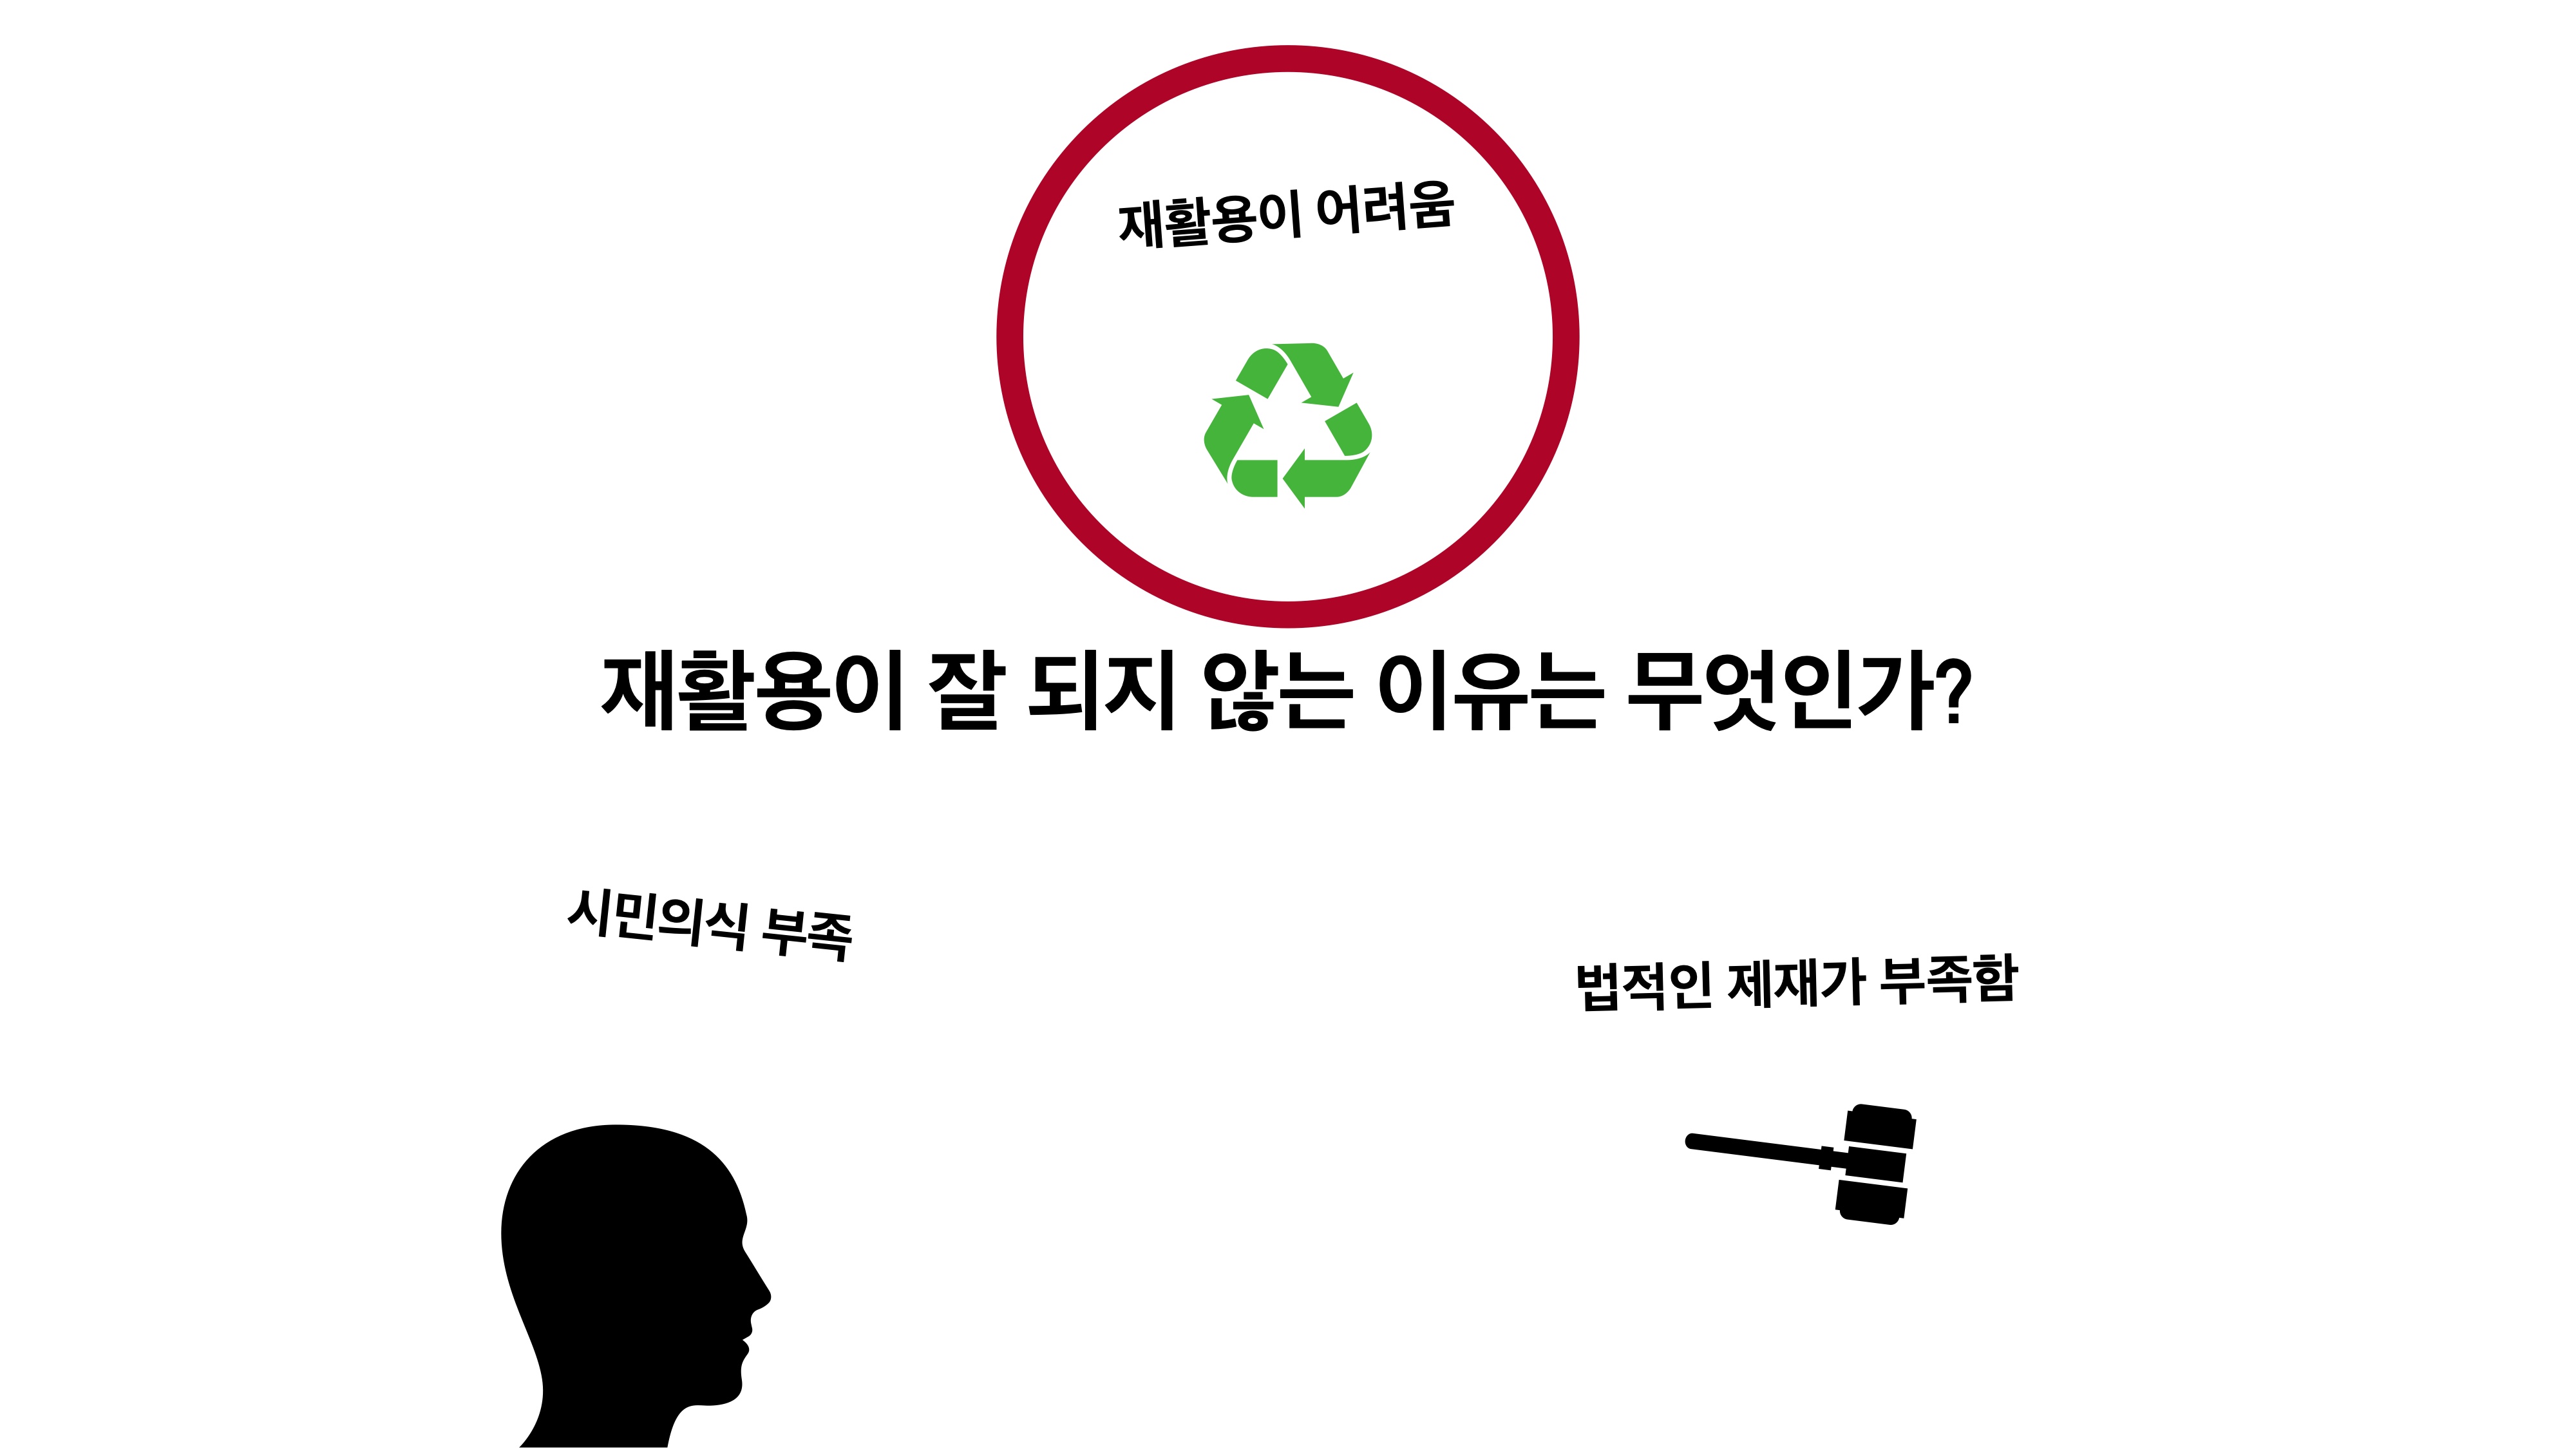 재활용이 어려움
재활용이 잘 되지 않는 이유는 무엇인가?
시민의식 부족
법적인 제재가 부족함